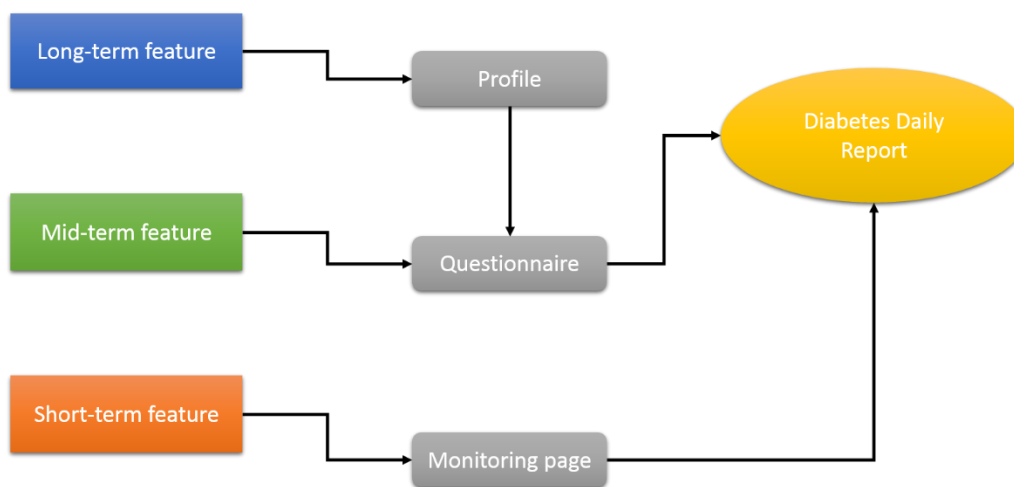 Long-term feature
Profile
Diabetes Daily
Report
Mid-term feature
Questionnaire
Short-term feature
Monitoring page